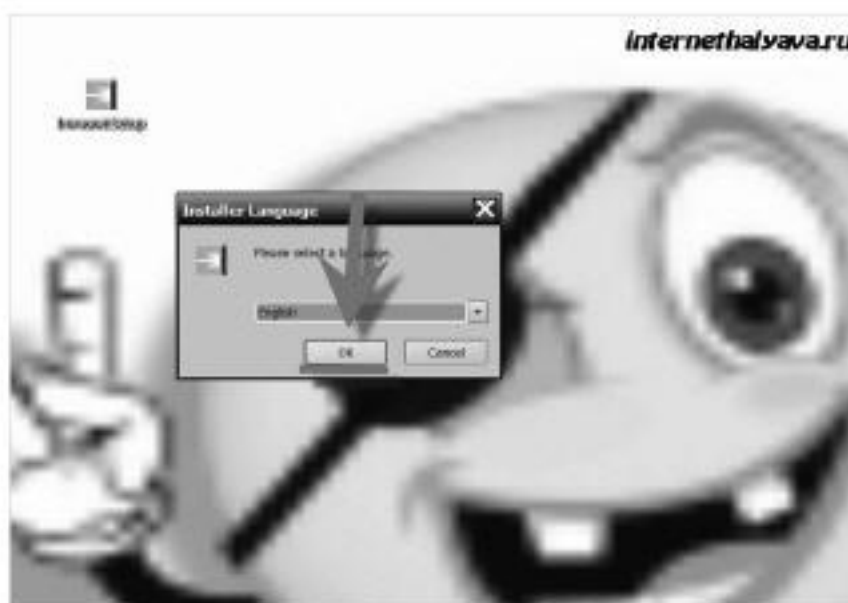 internethalyava.ru
Installer Language
Please select a language.
English
OK
Cancel